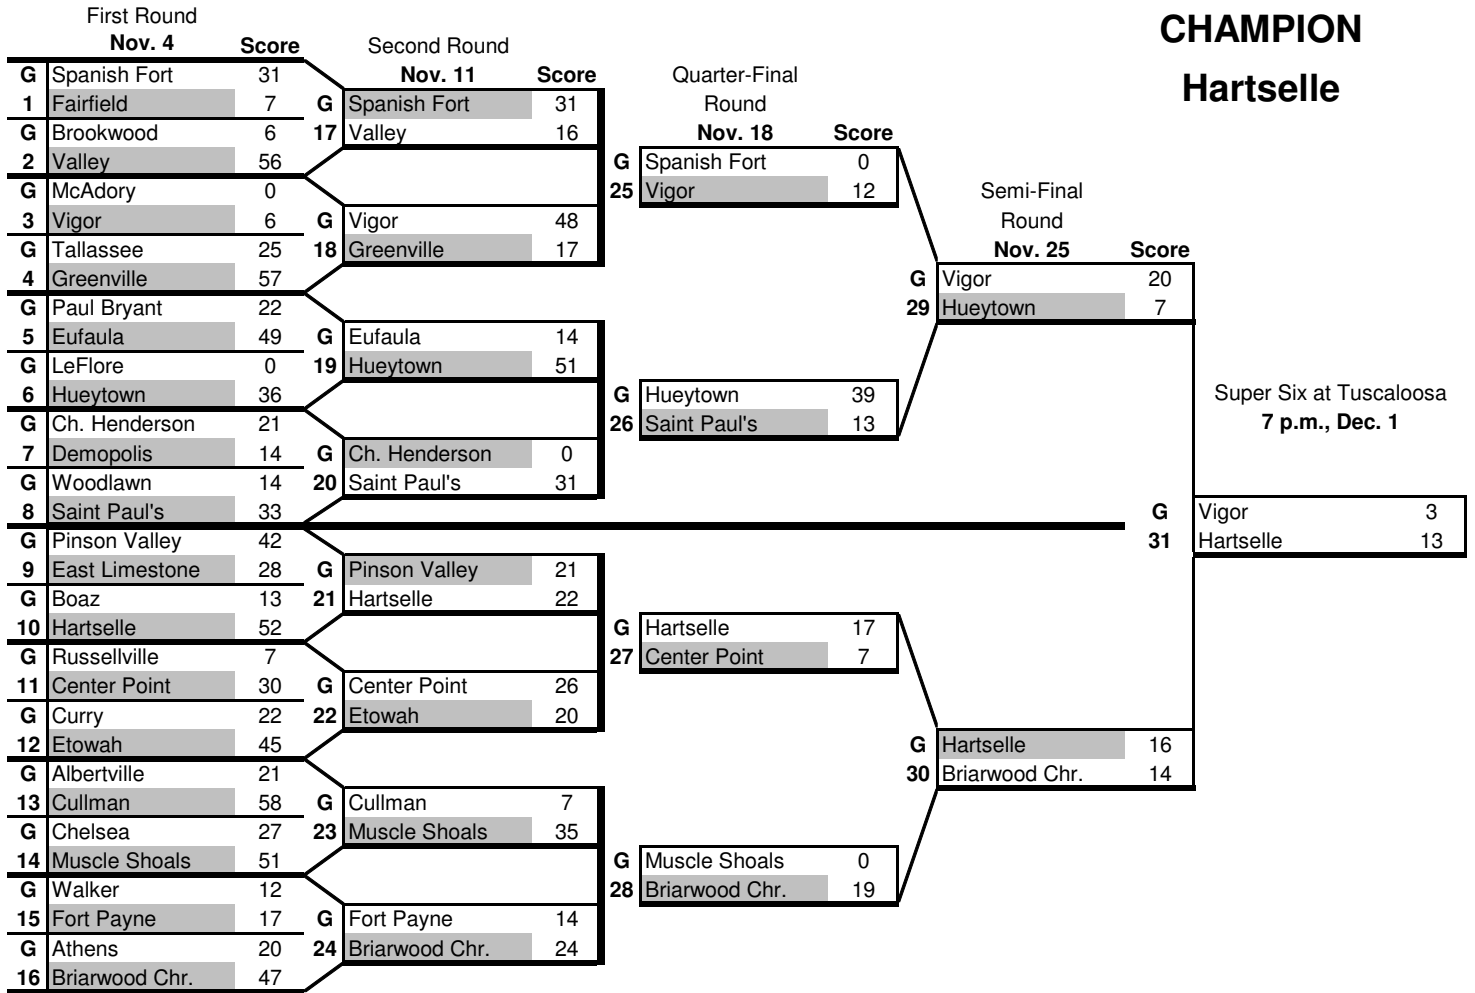 First Round
Nov. 4 Score
G Spanish Fort 31
1 Fairfield 7
G Brookwood 6
2 Valley 56
G McAdory 0
3 Vigor 6
G Tallassee 25
4 Greenville 57
G Paul Bryant 22
5 Eufaula 49
G LeFlore 0
6 Hueytown 36
G Ch. Henderson 21
7 Demopolis 14
G Woodlawn 14
8 Saint Paul's 33
G Pinson Valley 42
9 East Limestone 28
G Boaz 13
10 Hartselle 52
G Russellville 7
11 Center Point 30
G Curry 22
12 Etowah 45
G Albertville 21
13 Cullman 58
G Chelsea 27
14 Muscle Shoals 51
G Walker 12
15 Fort Payne 17
G Athens 20
16 Briarwood Chr. 47
Second Round
Nov. 11 Score
G Spanish Fort 31
17 Valley 16
G Vigor 48
18 Greenville 17
G Eufaula 14
19 Hueytown 51
G Ch. Henderson 0
20 Saint Paul's 31
G Pinson Valley 21
21 Hartselle 22
G Center Point 26
22 Etowah 20
G Cullman 7
23 Muscle Shoals 35
G Fort Payne 14
24 Briarwood Chr. 24
Quarter-Final
Round
Nov. 18 Score
G Spanish Fort 0
25 Vigor 12
G Hueytown 39
26 Saint Paul's 13
G Hartselle 17
27 Center Point 7
G Muscle Shoals 0
28 Briarwood Chr. 19
Semi-Final
Round
Nov. 25 Score
G Vigor 20
29 Hueytown 7
G Hartselle 16
30 Briarwood Chr. 14
CHAMPION
Hartselle
Super Six at Tuscaloosa
7 p.m., Dec. 1
G Vigor 3
31 Hartselle 13